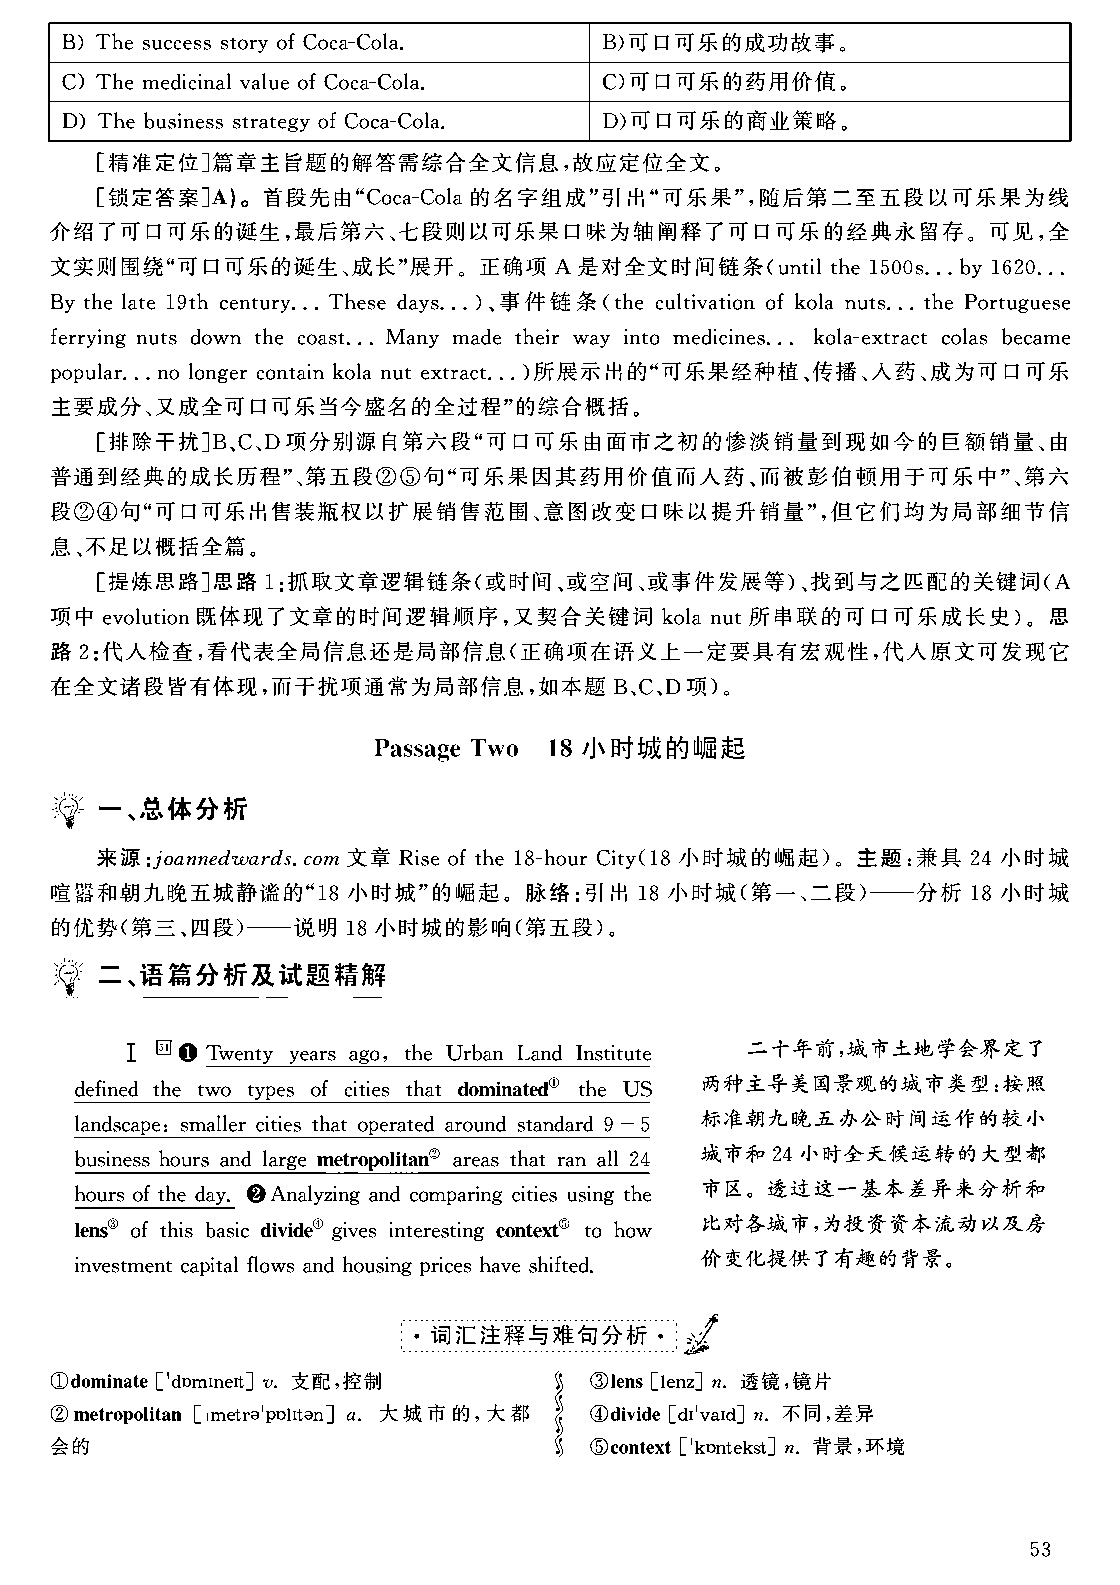 B) The success story of Coca-Cola. B)可口可乐的成功故事。
C) The medicinal value of Coca-Cola. C)可口可乐的药用价值。
D) The business strategy of Coca-Cola. D)可口可乐的商业策略。
[精准定位]篇章主旨题的解答需综合全文信息,故应定位全文。
[锁定答案]A)。首段先由“Coca-Cola 的名字组成”引出“可乐果”,随后第二至五段以可乐果为线
介绍了可口可乐的诞生,最后第六、七段则以可乐果口味为轴阐释了可口可乐的经典永留存。可见,全
文实则围绕“可口可乐的诞生、成长”展开。正确项 A 是对全文时间链条(until the 1500s...by 1620...
By the late 19th century... These days...)、事件链条(the cultivation of kola nuts... the Portuguese
ferrying nuts down the coast... Many made their way into medicines... kola-extract colas became
popular...no longer contain kola nut extract...)所展示出的“可乐果经种植、传播、入药、成为可口可乐
主要成分、又成全可口可乐当今盛名的全过程”的综合概括。
[排除干扰]B、C、D项分别源自第六段“可口可乐由面市之初的惨淡销量到现如今的巨额销量、由
普通到经典的成长历程”、第五段②⑤句“可乐果因其药用价值而入药、而被彭伯顿用于可乐中”、第六
段②④句“可口可乐出售装瓶权以扩展销售范围、意图改变口味以提升销量”,但它们均为局部细节信
息、不足以概括全篇。
[提炼思路]思路 1:抓取文章逻辑链条(或时间、或空间、或事件发展等)、找到与之匹配的关键词(A
项中 evolution 既体现了文章的时间逻辑顺序,又契合关键词 kola nut 所串联的可口可乐成长史)。思
路 2:代入检查,看代表全局信息还是局部信息(正确项在语义上一定要具有宏观性,代入原文可发现它
在全文诸段皆有体现,而干扰项通常为局部信息,如本题 B、C、D项)。
Passage Two 18 小时城的崛起
一、总体分析
来源:joannedwards.com 文章 Rise of the 18-hour City(18 小时城的崛起)。主题:兼具 24 小时城
喧嚣和朝九晚五城静谧的“18 小时城”的崛起。脉络:引出 18 小时城(第一、二段)——分析 18 小时城
的优势(第三、四段)——说明 18 小时城的影响(第五段)。
二、语篇分析及试题精解
Ⅰ 51 ❶ Twenty years ago, the Urban Land Institute
defined the two types of cities that dominated① the US
landscape: smaller cities that operated around standard 9-5
business hours and large metropolitan② areas that ran all 24
hours of the day. ❷ Analyzing and comparing cities using the
lens③ of this basic divide④ gives interesting context⑤ to how
investment capital flows and housing prices have shifted.
二十年前,城市土地学会界定了
两种主导美国景观的城市类型:按照
标准朝九晚五办公时间运作的较小
城市和 24 小时全天候运转的大型都
市区。透过这一基本差异来分析和
比对各城市,为投资资本流动以及房
价变化提供了有趣的背景。
·词汇注释与难句分析·
①dominate [ˈdɒmɪneɪt] v. 支配,控制
② metropolitan [ˌmetrəˈpɒlɪtən] a. 大城市的,大都
会的
③lens [lenz] n. 透镜,镜片
④divide [dɪˈvaɪd] n. 不同,差异
⑤context [ˈkɒntekst] n. 背景,环境
53